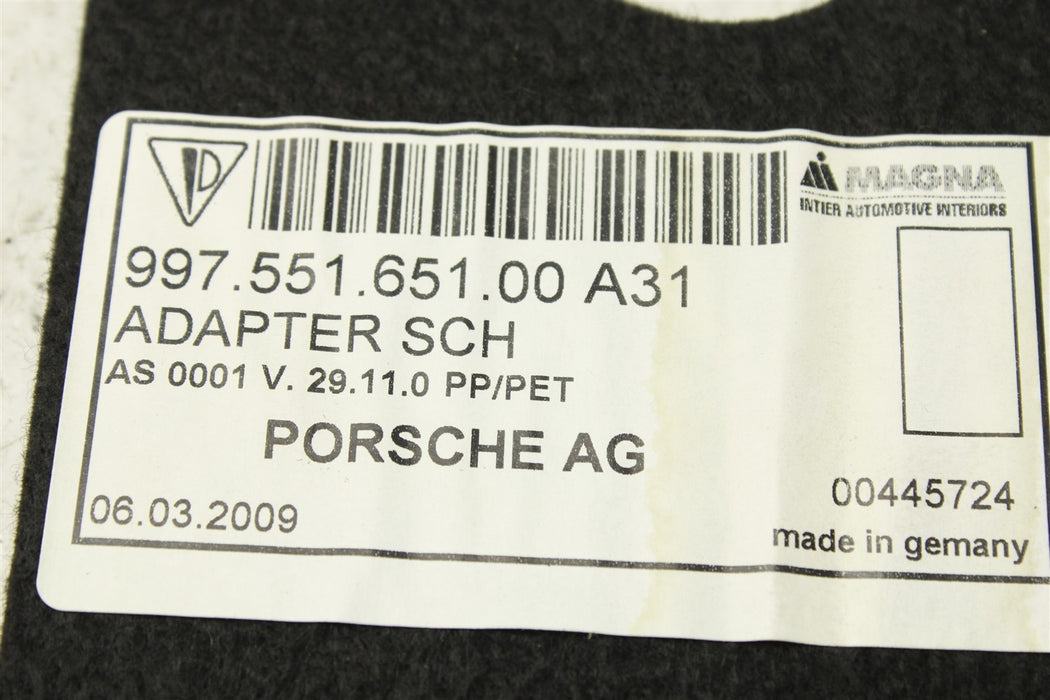 D
MAGNA
INTIER AUTOMOTIVE INTERIORS
997.551.651.00 A31
ADAPTER SCH
AS 0001 V. 29.11.0 PP/PET
PORSCHE AG
06.03.2009
00445724
made in gemany